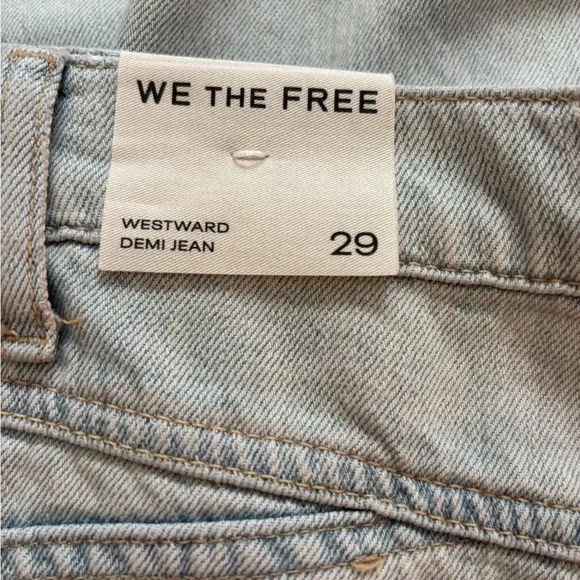 WE THE FREE
WESTWARD
DEMI JEAN
29